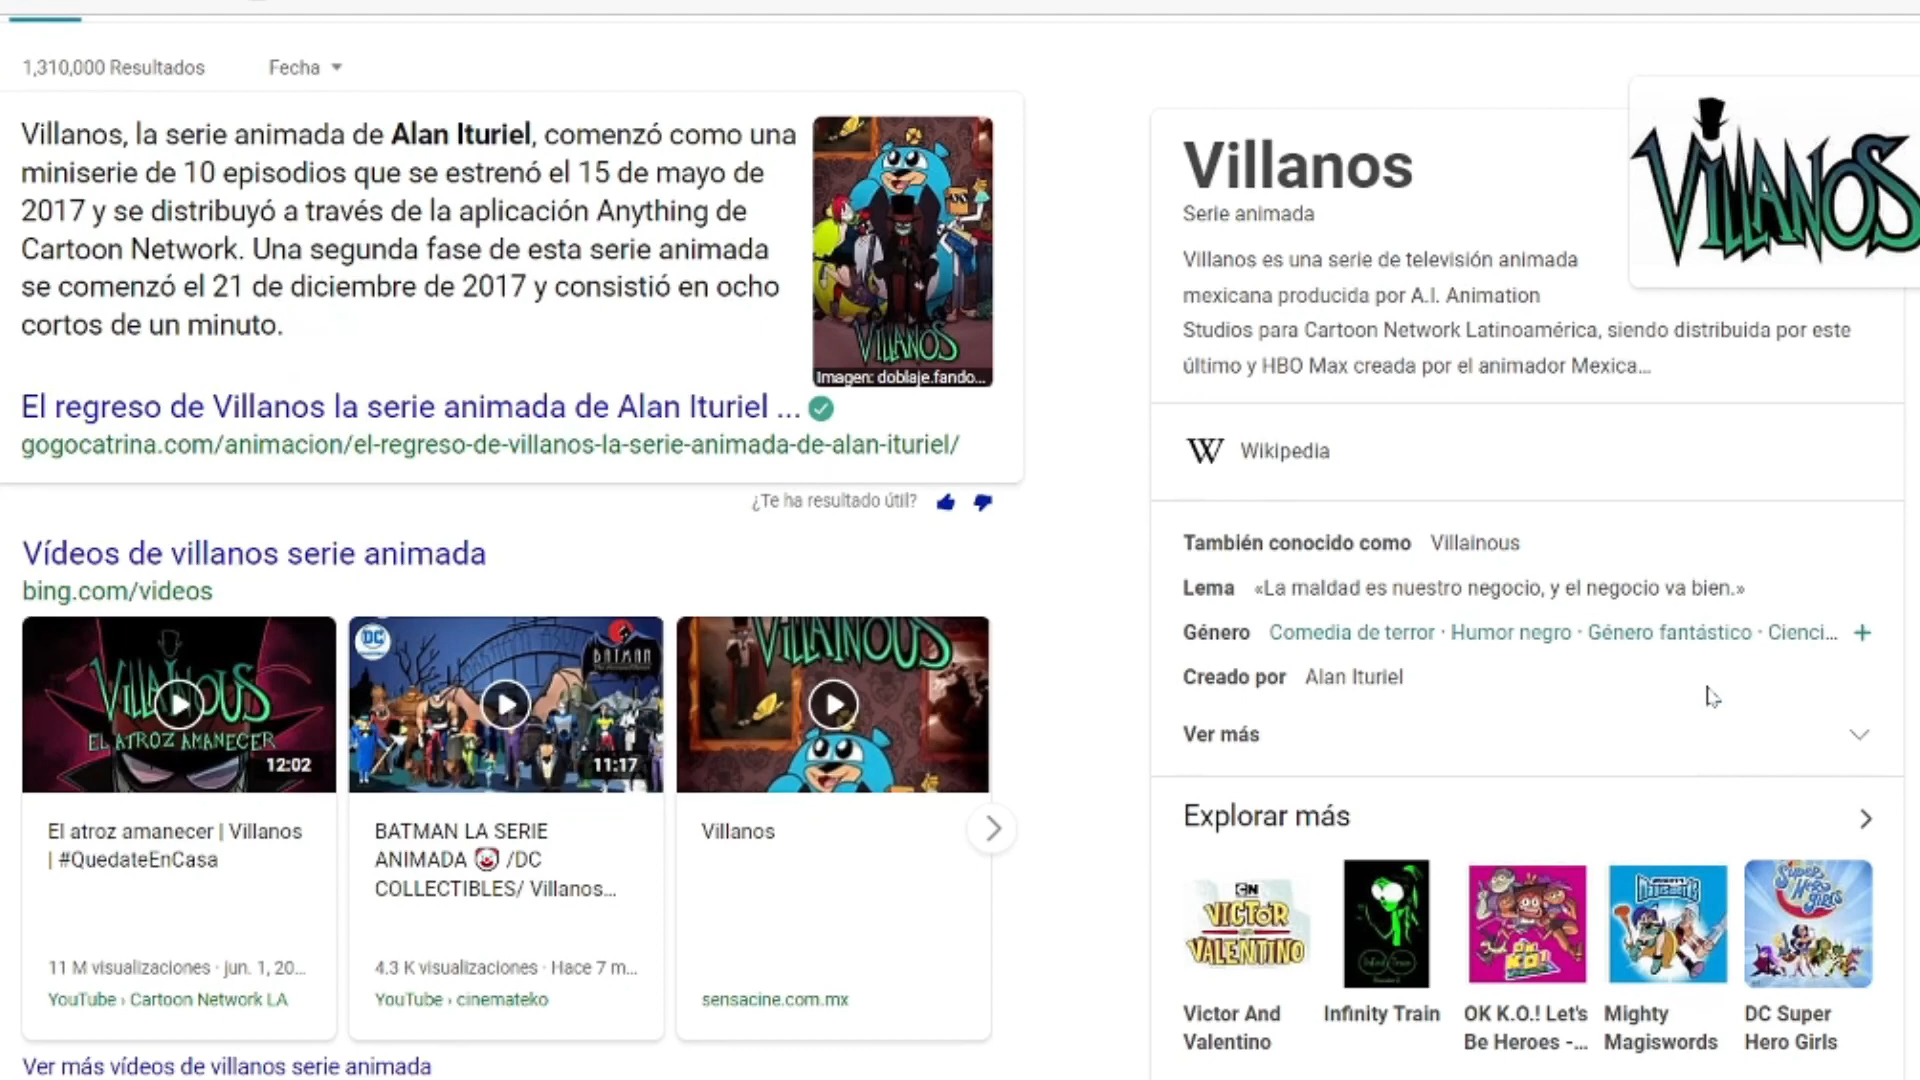 1,310,000 Resultados
Fecha
Villanos, la serie animada de Alan Ituriel, comenzó como una
miniserie de 10 episodios que se estrenó el 15 de mayo de
2017 y se distribuyó a través de la aplicación Anything de
Cartoon Network. Una segunda fase de esta serie animada
se comenzó el 21 de diciembre de 2017 y consistió en ocho
cortos de un minuto.
VILLANOS
Imagen: doblaje.fando...
El regreso de Villanos la serie animada de Alan Ituriel ...
gogocatrina.com/animacion/el-regreso-de-villanos-la-serie-animada-de-alan-ituriel/
¿Te ha resultado útil?
Vídeos de villanos serie animada
bing.com/videos
VILLAINOUS
EL ATROZ AMANECER
12:02
El atroz amanecer | Villanos
| #QuedateEnCasa
11 M visualizaciones · jun. 1, 20...
YouTube › Cartoon Network LA
DC
BATMAN
11:17
BATMAN LA SERIE
ANIMADA 🤡 /DC
COLLECTIBLES/ Villanos...
4.3 K visualizaciones · Hace 7 m...
YouTube › cinemateko
VILLAINOUS
Villanos
sensacine.com.mx
Ver más vídeos de villanos serie animada
Villanos
Serie animada
VILLANOS
Villanos es una serie de televisión animada
mexicana producida por A.I. Animation
Studios para Cartoon Network Latinoamérica, siendo distribuida por este
último y HBO Max creada por el animador Mexica...
W Wikipedia
También conocido como Villainous
Lema «La maldad es nuestro negocio, y el negocio va bien.»
Género Comedia de terror · Humor negro · Género fantástico · Cienci... +
Creado por Alan Ituriel
Ver más
Explorar más
CN
VICTOR
VALENTINO
Victor And
Valentino
Infinity Train
Infinity Train
OK K.O.!
OK K.O.! Let's
Be Heroes -...
MAGISWORDS
Mighty
Magiswords
Super
Hero
Girls
DC Super
Hero Girls